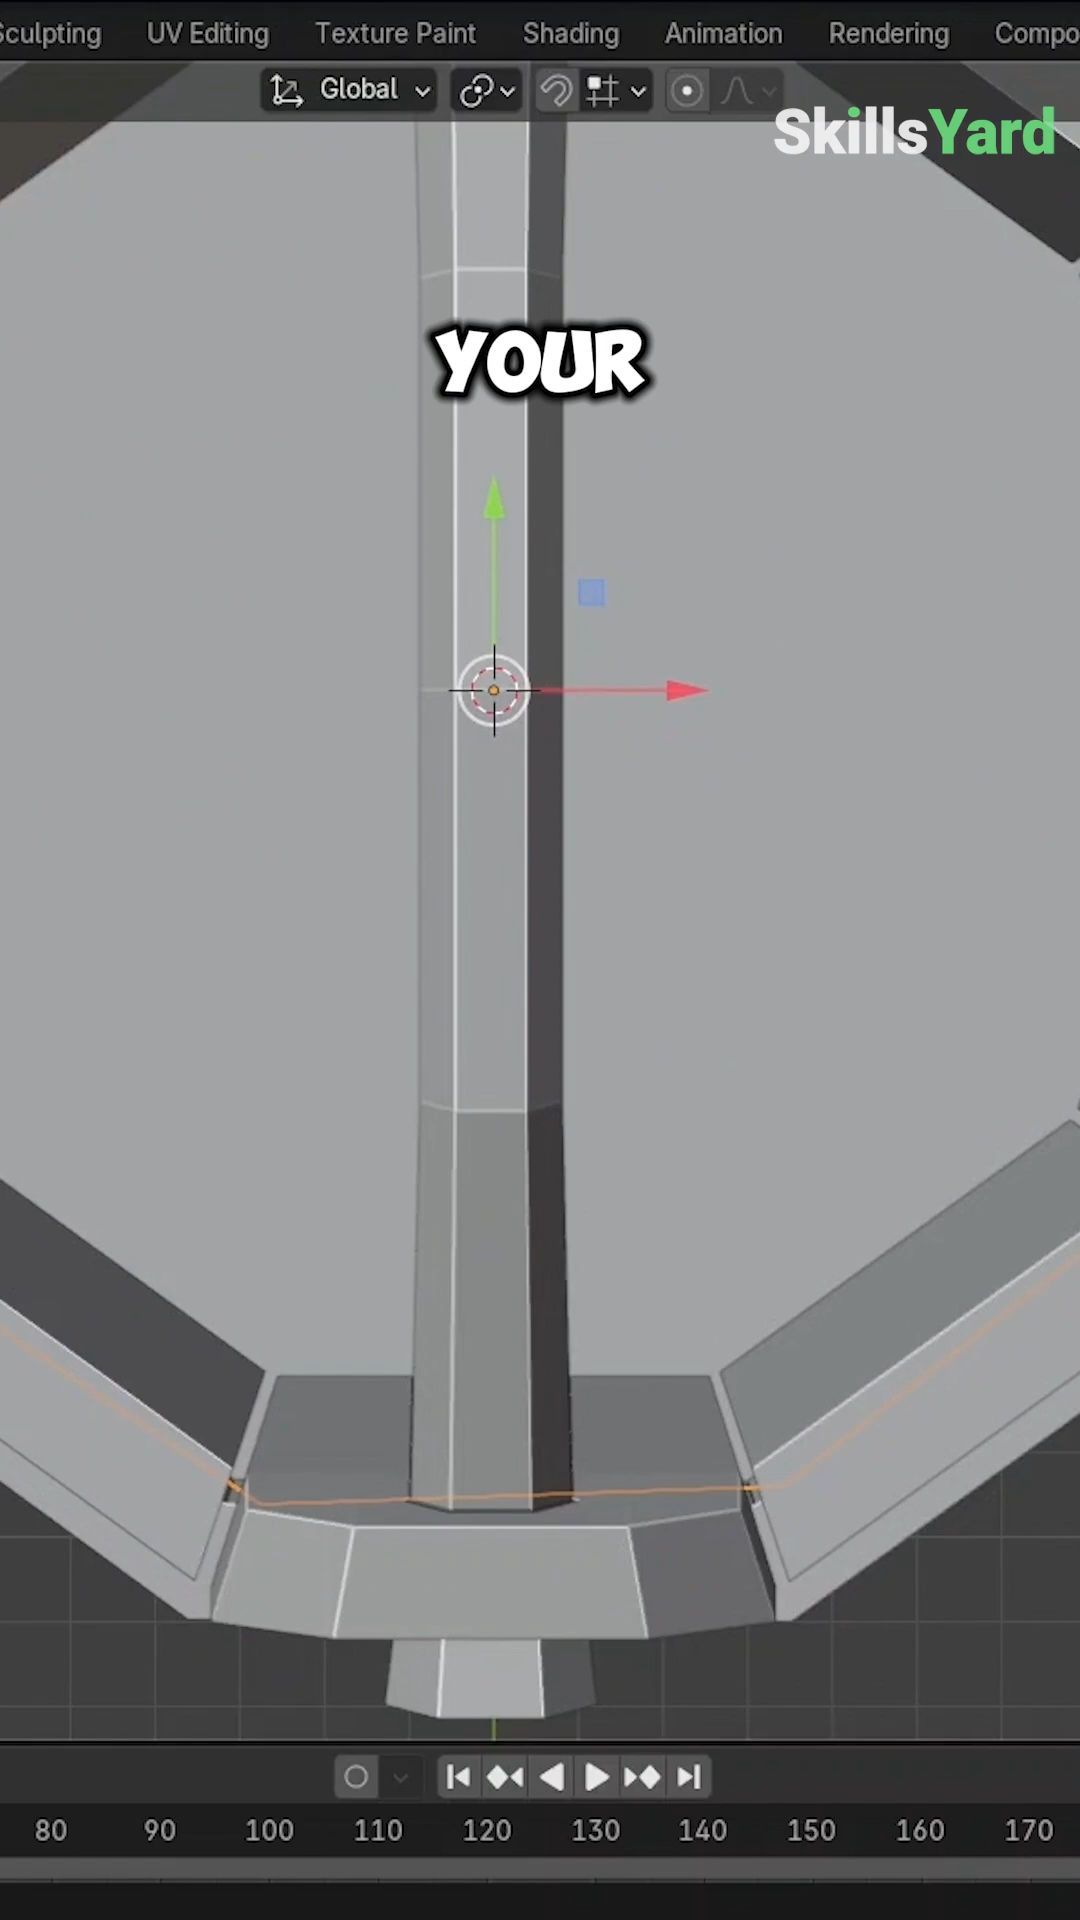 Sculpting UV Editing Texture Paint Shading Animation Rendering Compo
Global
SkillsYard
YOUR
80 90 100 110 120 130 140 150 160 170